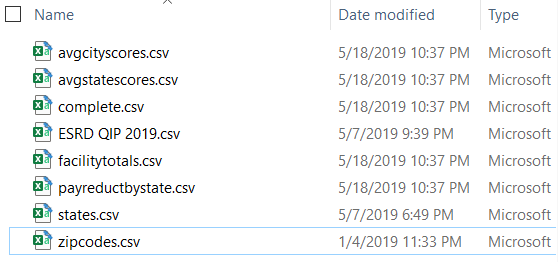 Name Date modified Type
avgcityscores.csv 5/18/2019 10:37 PM Microsoft
avgstatescores.csv 5/18/2019 10:37 PM Microsoft
complete.csv 5/18/2019 10:37 PM Microsoft
ESRD QIP 2019.csv 5/7/2019 9:39 PM Microsoft
facilitytotals.csv 5/18/2019 10:37 PM Microsoft
payreductbystate.csv 5/18/2019 10:37 PM Microsoft
states.csv 5/7/2019 6:49 PM Microsoft
zipcodes.csv 1/4/2019 11:33 PM Microsoft